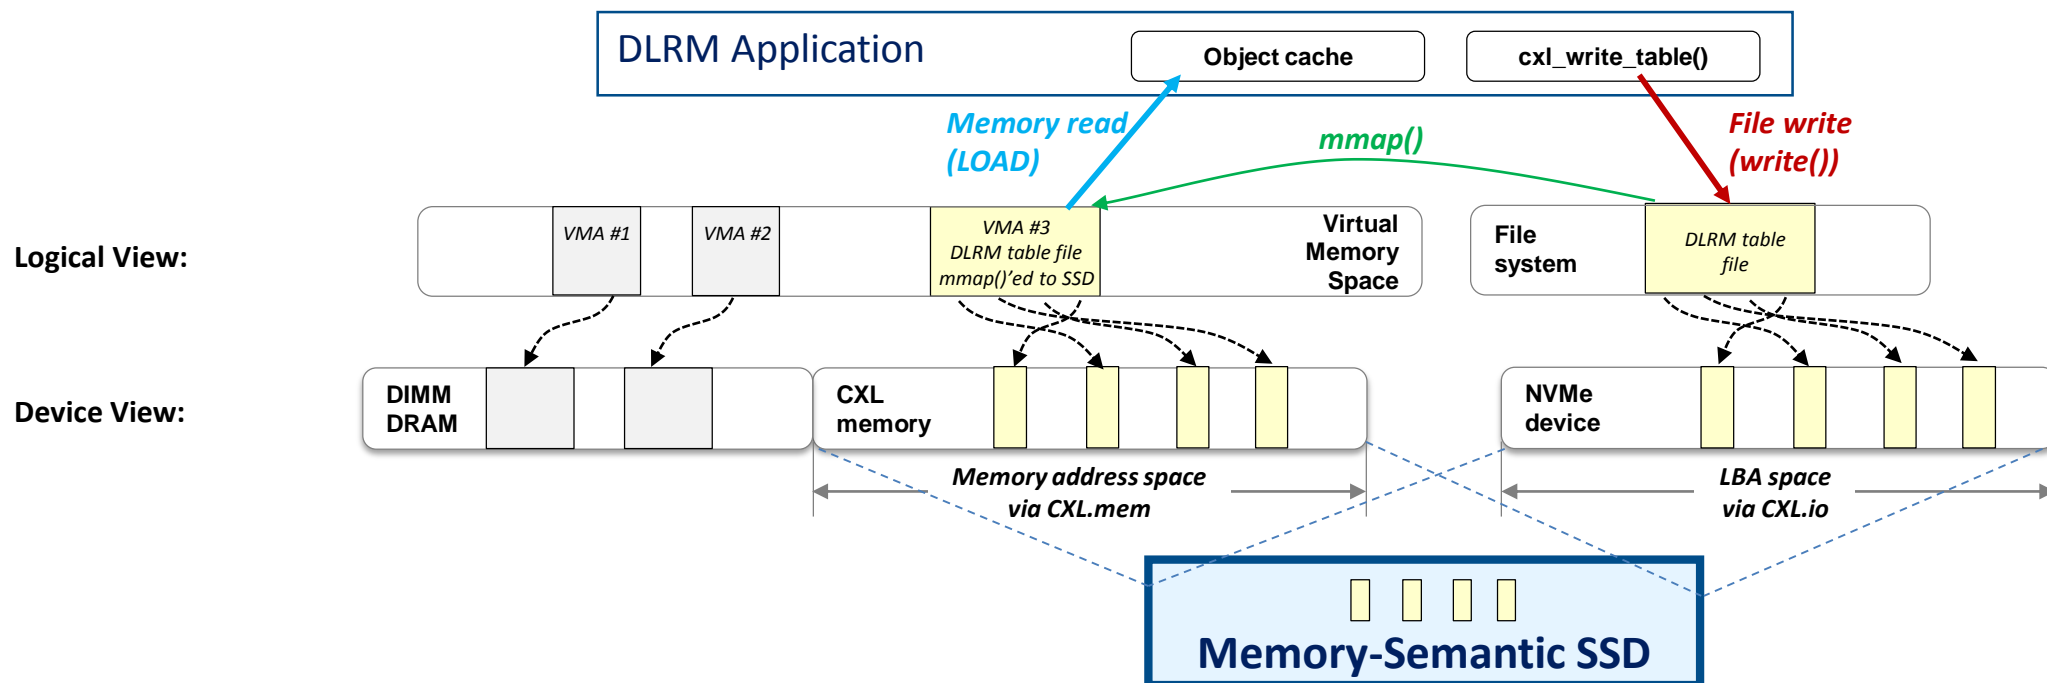 DLRM Application
Object cache
cxl_write_table()
Memory read
(LOAD)
mmap()
File write
(write())
Logical View:
VMA #1
VMA #2
VMA #3
DLRM table file
mmap()’ed to SSD
Virtual
Memory
Space
File
system
DLRM table
file
Device View:
DIMM
DRAM
CXL
memory
NVMe
device
Memory address space
via CXL.mem
LBA space
via CXL.io
Memory-Semantic SSD